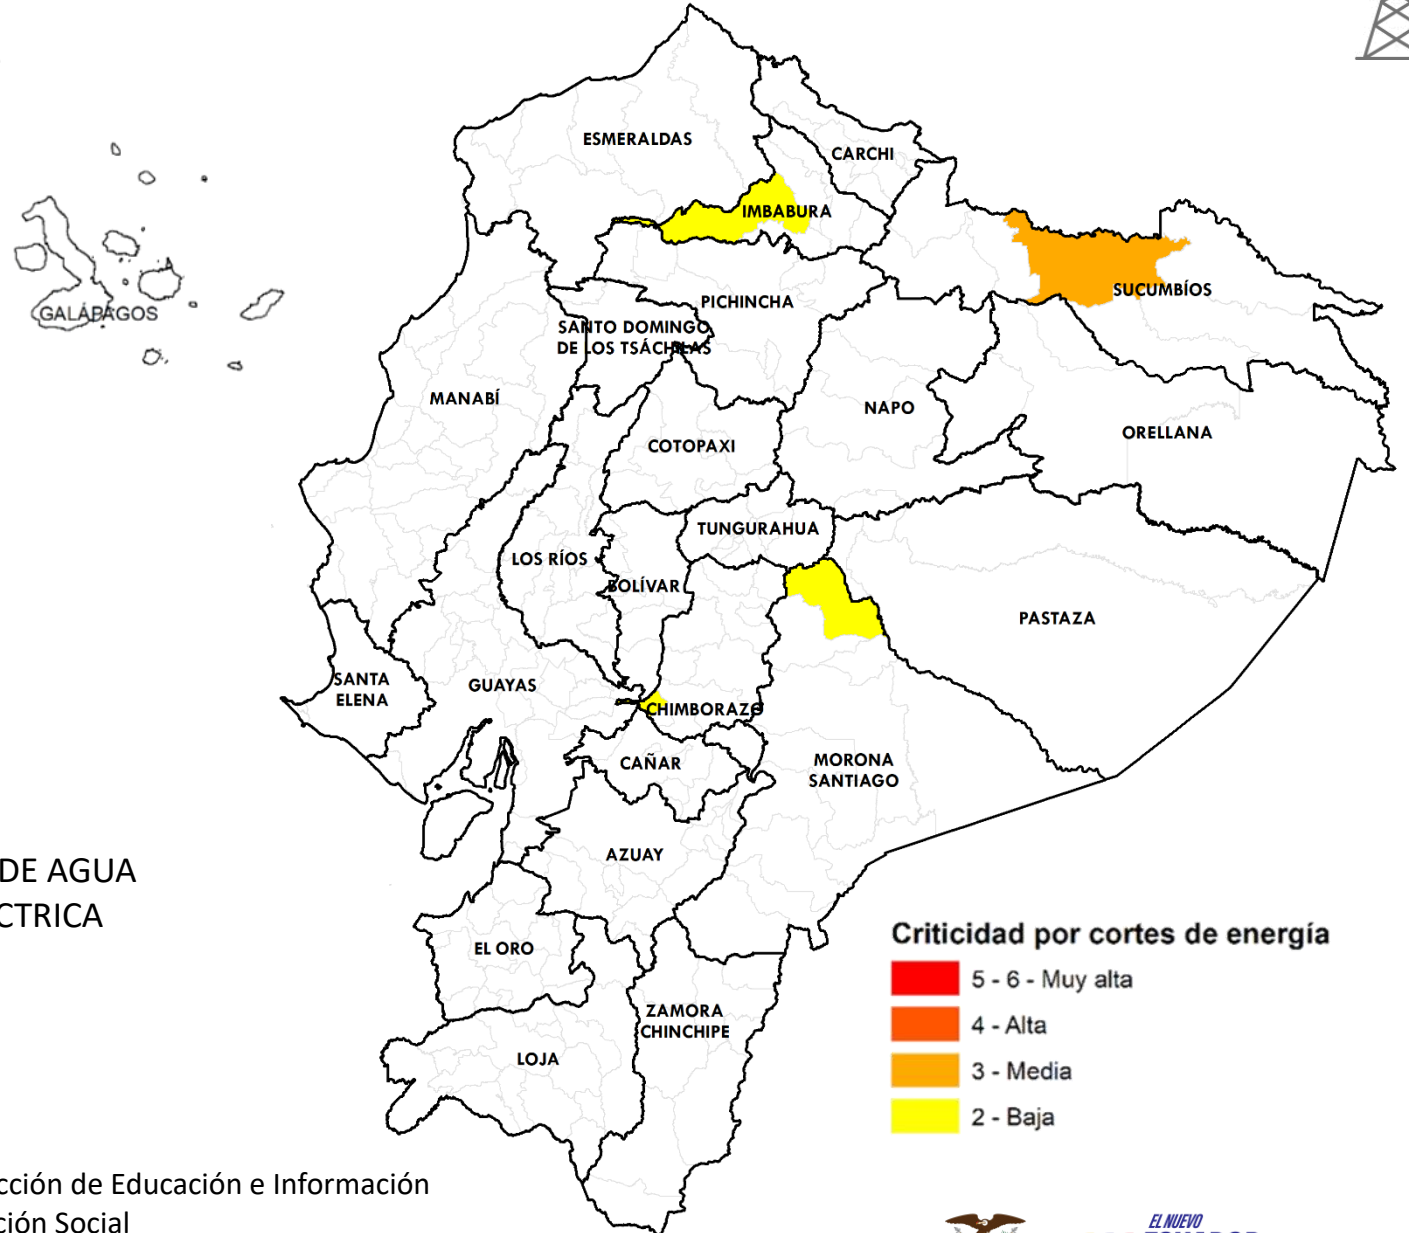 ESMERALDAS
CARCHI
IMBABURA
SUCUMBÍOS
GALÁPAGOS
PICHINCHA
SANTO DOMINGO
DE LOS TSÁCHILAS
MANABÍ
NAPO
ORELLANA
COTOPAXI
TUNGURAHUA
LOS RÍOS
BOLÍVAR
PASTAZA
SANTA
ELENA
GUAYAS
CHIMBORAZO
CAÑAR
MORONA
SANTIAGO
AZUAY
DE AGUA
CTRICA
EL ORO
ZAMORA
CHINCHIPE
LOJA
Criticidad por cortes de energía
5 - 6 - Muy alta
4 - Alta
3 - Media
2 - Baja
cción de Educación e Información
ción Social
EL NUEVO